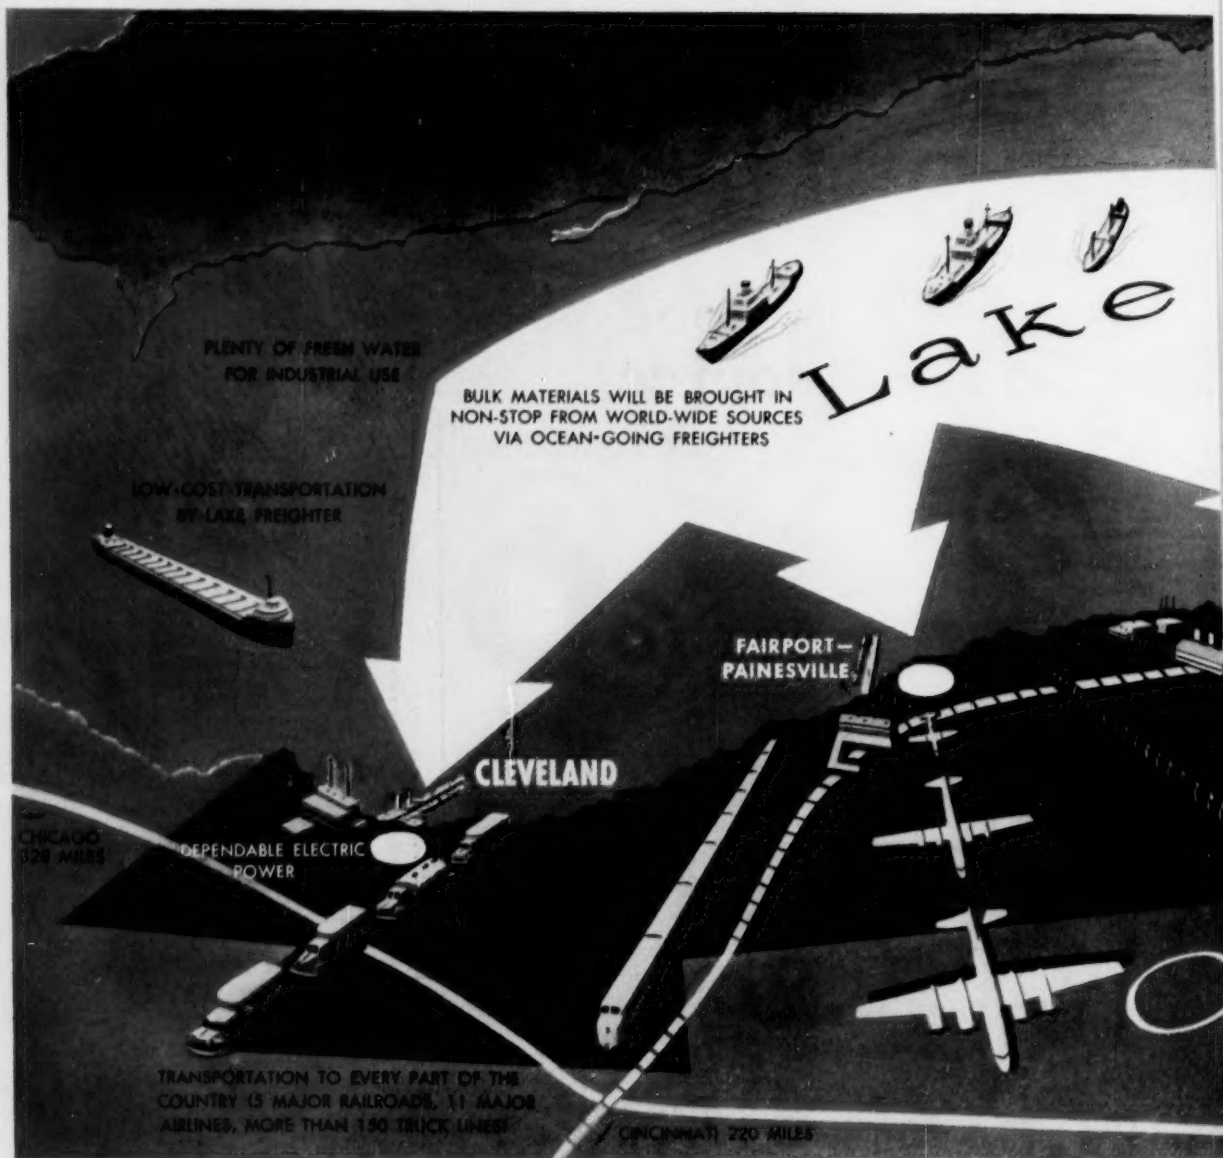 Lake
PLENTY OF FRESH WATER
FOR INDUSTRIAL USE
BULK MATERIALS WILL BE BROUGHT IN
NON-STOP FROM WORLD-WIDE SOURCES
VIA OCEAN-GOING FREIGHTERS
LOW-COST TRANSPORTATION
BY LAKE FREIGHTER
FAIRPORT—
PAINESVILLE
CLEVELAND
CHICAGO
328 MILES
DEPENDABLE ELECTRIC
POWER
TRANSPORTATION TO EVERY PART OF THE
COUNTRY (5 MAJOR RAILROADS, 11 MAJOR
AIRLINES, MORE THAN 150 TRUCK LINES)
CINCINNATI 220 MILES